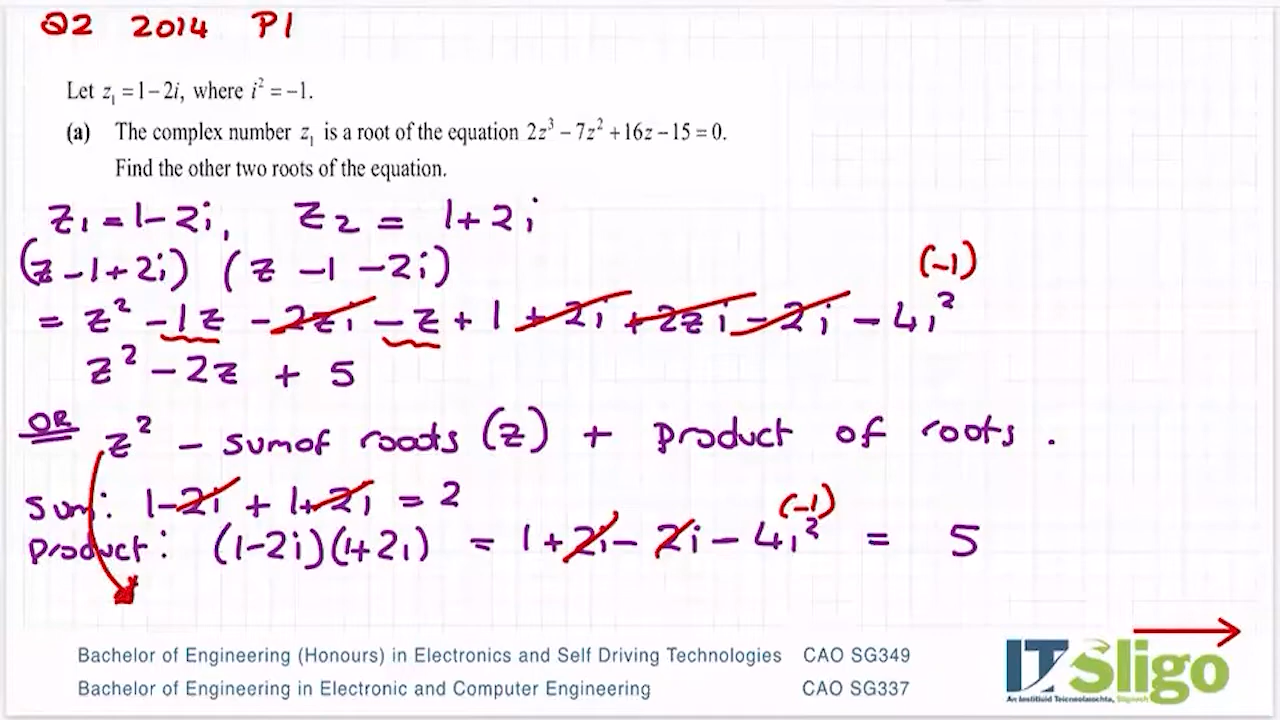 Q2 2014 P1
Let z₁ = 1 − 2i, where i² = −1.
(a) The complex number z₁ is a root of the equation 2z³ − 7z² + 16z − 15 = 0.
Find the other two roots of the equation.
z₁ = 1 − 2i, z₂ = 1 + 2i
(z − 1 + 2i) (z − 1 − 2i)
(−1)
= z² − 1z − 2zi − z + 1 + 2i + 2zi − 2i − 4i²
z² − 2z + 5
OR
z² − sum of roots (z) + product of roots.
Sum: 1 − 2i + 1 + 2i = 2
(−1)
Product: (1 − 2i)(1 + 2i) = 1 + 2i − 2i − 4i² = 5
Bachelor of Engineering (Honours) in Electronics and Self Driving Technologies CAO SG349
Bachelor of Engineering in Electronic and Computer Engineering CAO SG337
IT Sligo
An Institiúid Teicneolaíochta, Sligeach